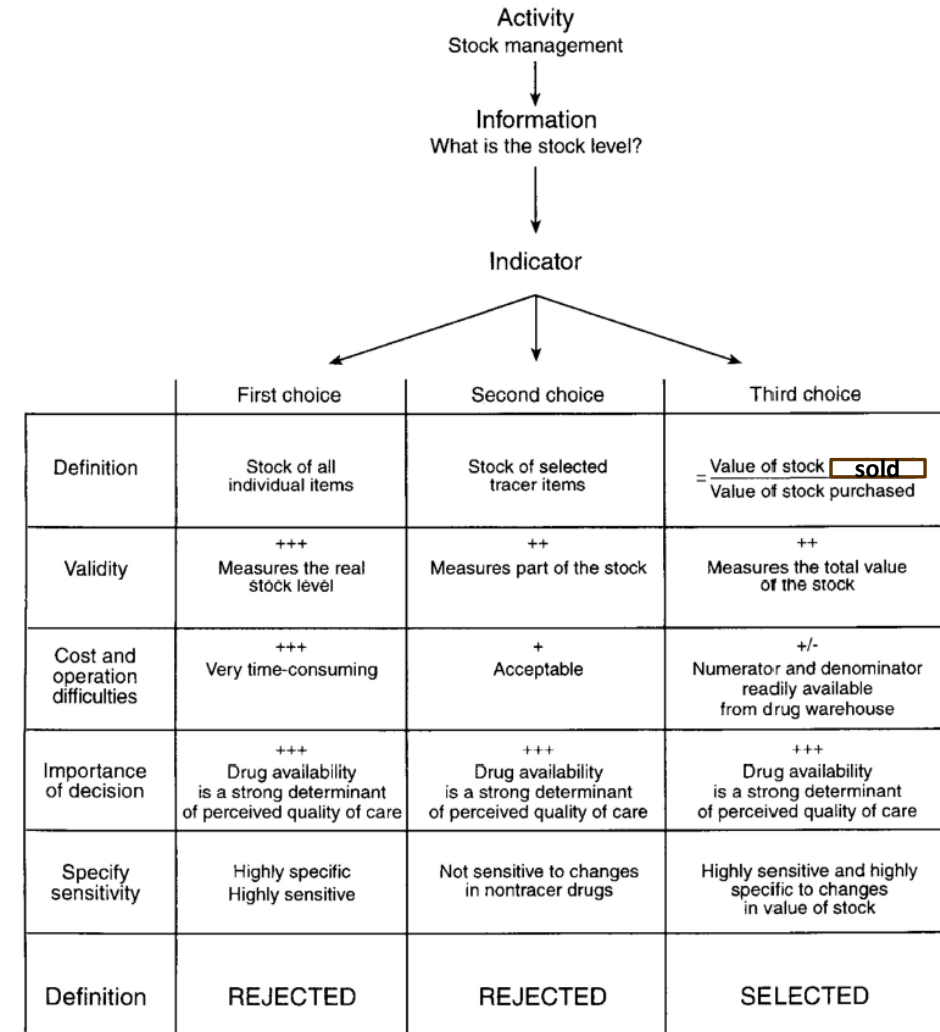 Activity
Stock management
Information
What is the stock level?
Indicator
First choice
Second choice
Third choice
Definition
Stock of all
individual items
Stock of selected
tracer items
= Value of stock sold
Value of stock purchased
Validity
+++
Measures the real
stock level
++
Measures part of the stock
++
Measures the total value
of the stock
Cost and
operation
difficulties
+++
Very time-consuming
+
Acceptable
+/-
Numerator and denominator
readily available
from drug warehouse
Importance
of decision
+++
Drug availability
is a strong determinant
of perceived quality of care
+++
Drug availability
is a strong determinant
of perceived quality of care
+++
Drug availability
is a strong determinant
of perceived quality of care
Specify
sensitivity
Highly specific
Highly sensitive
Not sensitive to changes
in nontracer drugs
Highly sensitive and highly
specific to changes
in value of stock
Definition
REJECTED
REJECTED
SELECTED